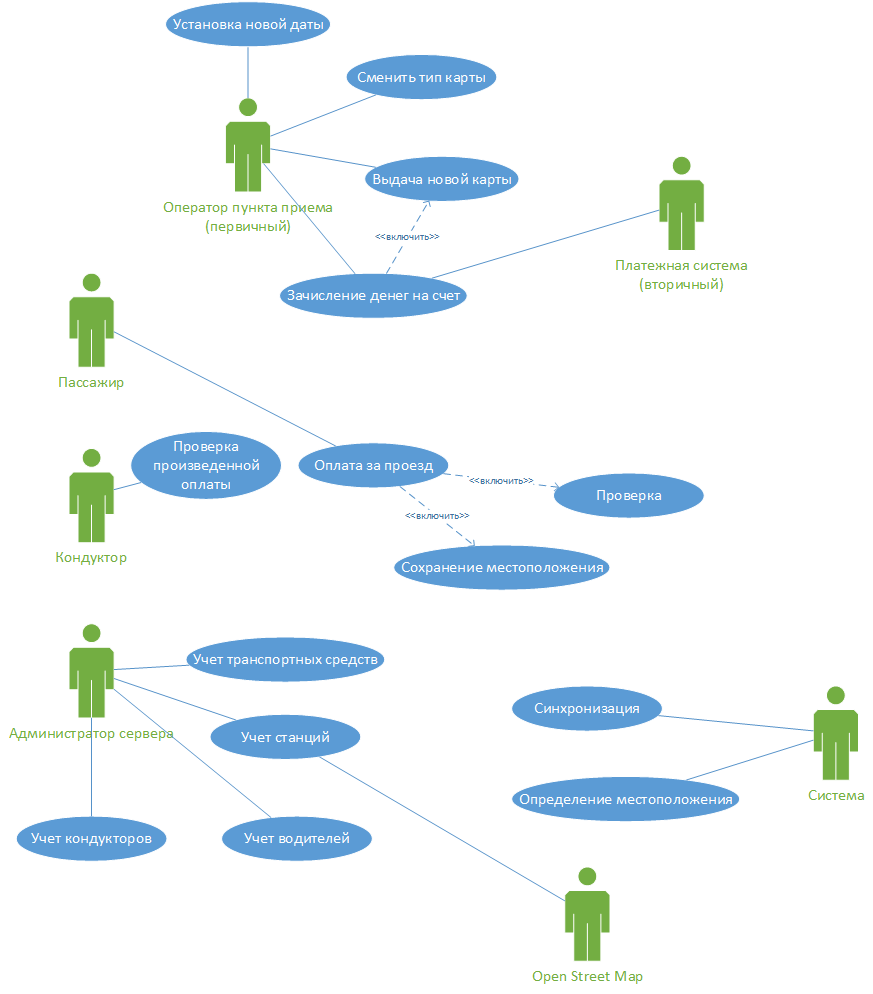 Установка новой даты
Сменить тип карты
Выдача новой карты
Оператор пункта приема
(первичный)
<<включить>>
Платежная система
(вторичный)
Зачисление денег на счет
Пассажир
Проверка
произведенной
оплаты
Оплата за проезд
<<включить>>
Проверка
<<включить>>
Кондуктор
Сохранение местоположения
Учет транспортных средств
Синхронизация
Администратор сервера
Учет станций
Система
Определение местоположения
Учет кондукторов
Учет водителей
Open Street Map